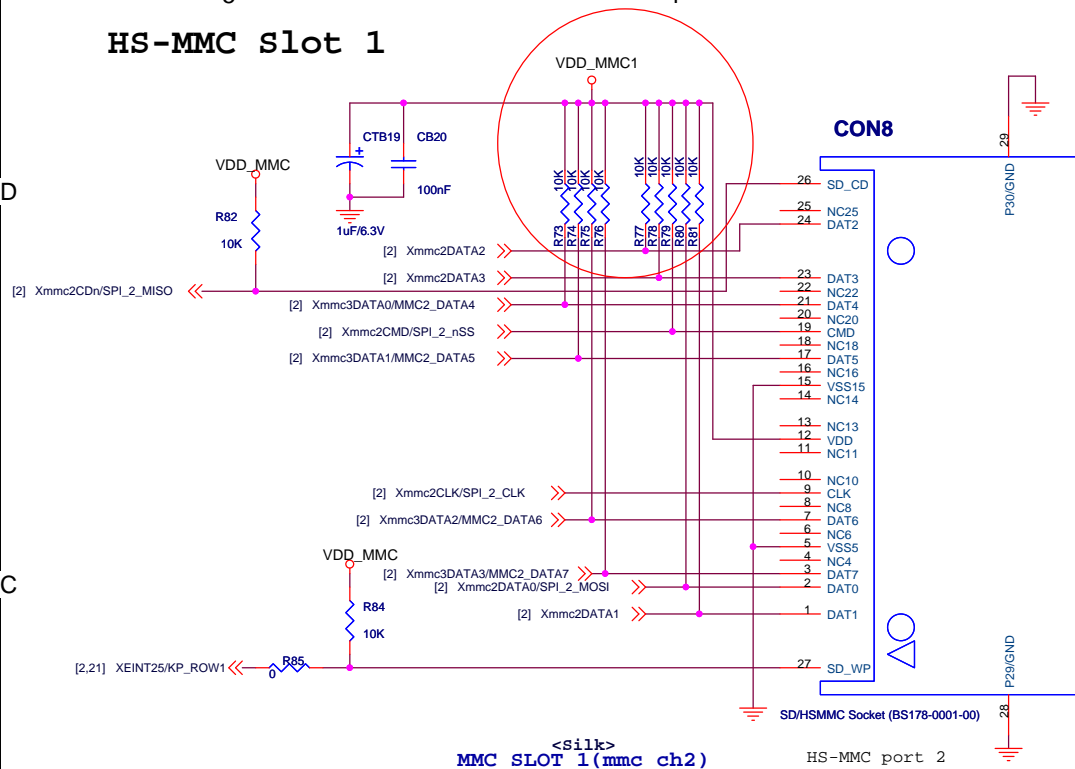 HS-MMC Slot 1
VDD_MMC1
CON8
CTB19
CB20
VDD_MMC
100nF
1uF/6.3V
R82
10K
10K
10K
10K
10K
10K
10K
10K
10K
10K
R73
R74
R75
R76
R77
R78
R79
R80
R81
D
29
P30/GND
26 SD_CD
25 NC25
24 DAT2
[2] Xmmc2DATA2
[2] Xmmc2DATA3
23 DAT3
[2] Xmmc2CDn/SPI_2_MISO
22 NC22
[2] Xmmc3DATA0/MMC2_DATA4
21 DAT4
20 NC20
[2] Xmmc2CMD/SPI_2_nSS
19 CMD
18 NC18
[2] Xmmc3DATA1/MMC2_DATA5
17 DAT5
16 NC16
15 VSS15
14 NC14
13 NC13
12 VDD
11 NC11
10 NC10
[2] Xmmc2CLK/SPI_2_CLK
9 CLK
8 NC8
[2] Xmmc3DATA2/MMC2_DATA6
7 DAT6
6 NC6
5 VSS5
4 NC4
VDD_MMC
[2] Xmmc3DATA3/MMC2_DATA7
3 DAT7
C
[2] Xmmc2DATA0/SPI_2_MOSI
2 DAT0
R84
10K
[2] Xmmc2DATA1
1 DAT1
[2,21] XEINT25/KP_ROW1
R85
0
27 SD_WP
P29/GND
28
SD/HSMMC Socket (BS178-0001-00)
<Silk>
MMC SLOT 1(mmc ch2)
HS-MMC port 2